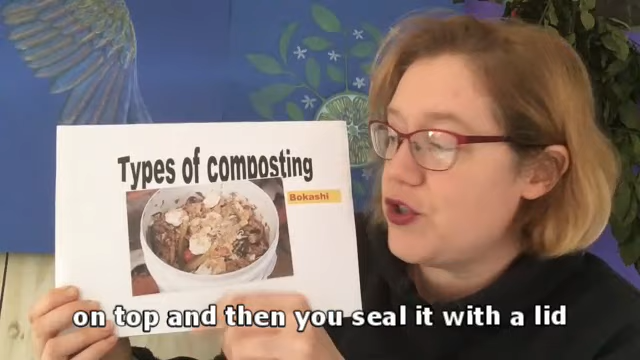 Types of composting
Bokashi
on top and then you seal it with a lid